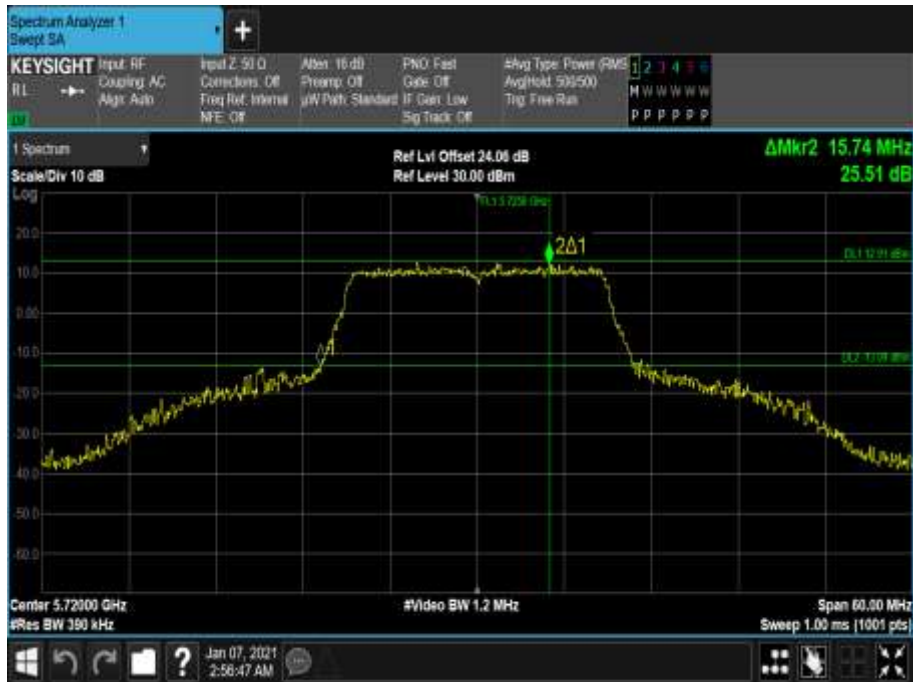 Spectrum Analyzer 1
Swept SA
+
KEYSIGHT
RL
Input: RF
Coupling: AC
Align: Auto
Input Z: 50 Ω
Corrections: Off
Freq Ref: Internal
NFE: Off
Atten: 16 dB
Preamp: Off
µW Path: Standard
PNO: Fast
Gate: Off
IF Gain: Low
Sig Track: Off
#Avg Type: Power (RMS
Avg|Hold: 500/500
Trig: Free Run
1 2 3 4 5 6
M W W W W W
P P P P P P
1 Spectrum
Scale/Div 10 dB
Log
Ref Lvl Offset 24.06 dB
Ref Level 30.00 dBm
ΔMkr2 15.74 MHz
25.51 dB
20.0
10.0
0.00
-10.0
-20.0
-30.0
-40.0
-50.0
-60.0
2Δ1
Center 5.72000 GHz
#Res BW 390 kHz
#Video BW 1.2 MHz
Span 60.00 MHz
Sweep 1.00 ms (1001 pts)
?
Jan 07, 2021
2:56:47 AM